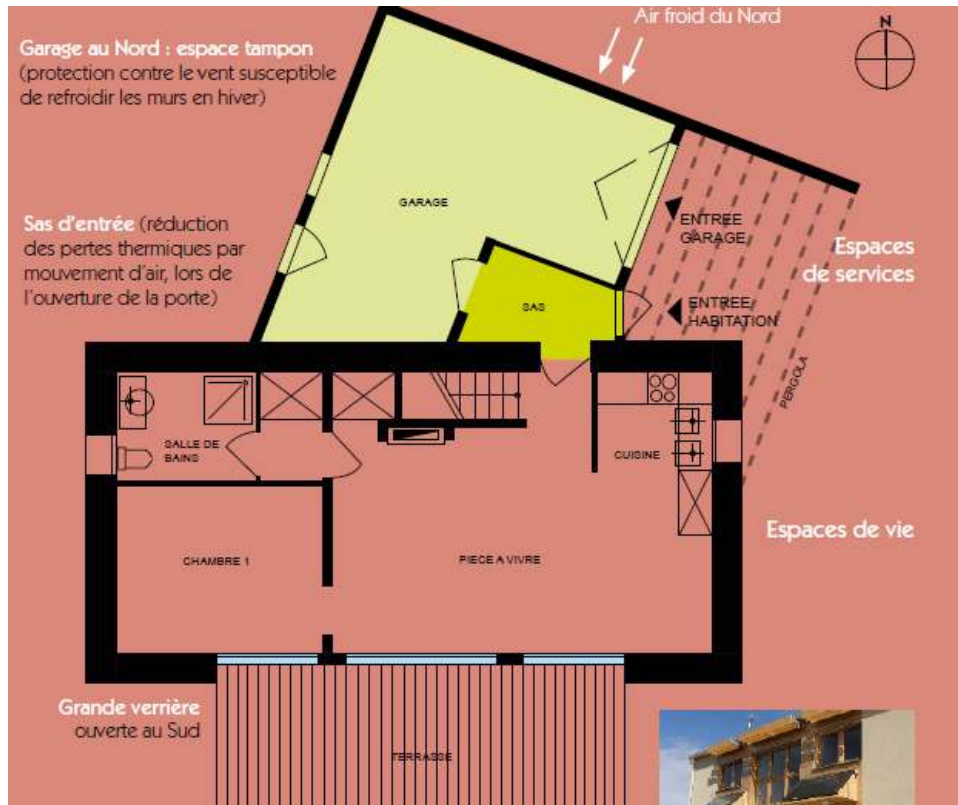 Air froid du Nord
N
Garage au Nord : espace tampon
(protection contre le vent susceptible
de refroidir les murs en hiver)
GARAGE
Sas d'entrée (réduction
des pertes thermiques par
mouvement d'air, lors de
l'ouverture de la porte)
ENTREE
GARAGE
Espaces
de services
SAS
ENTREE
HABITATION
PERGOLA
SALLE DE
BAINS
CUISINE
Espaces de vie
CHAMBRE 1
PIECE A VIVRE
Grande verrière
ouverte au Sud
TERRASSE